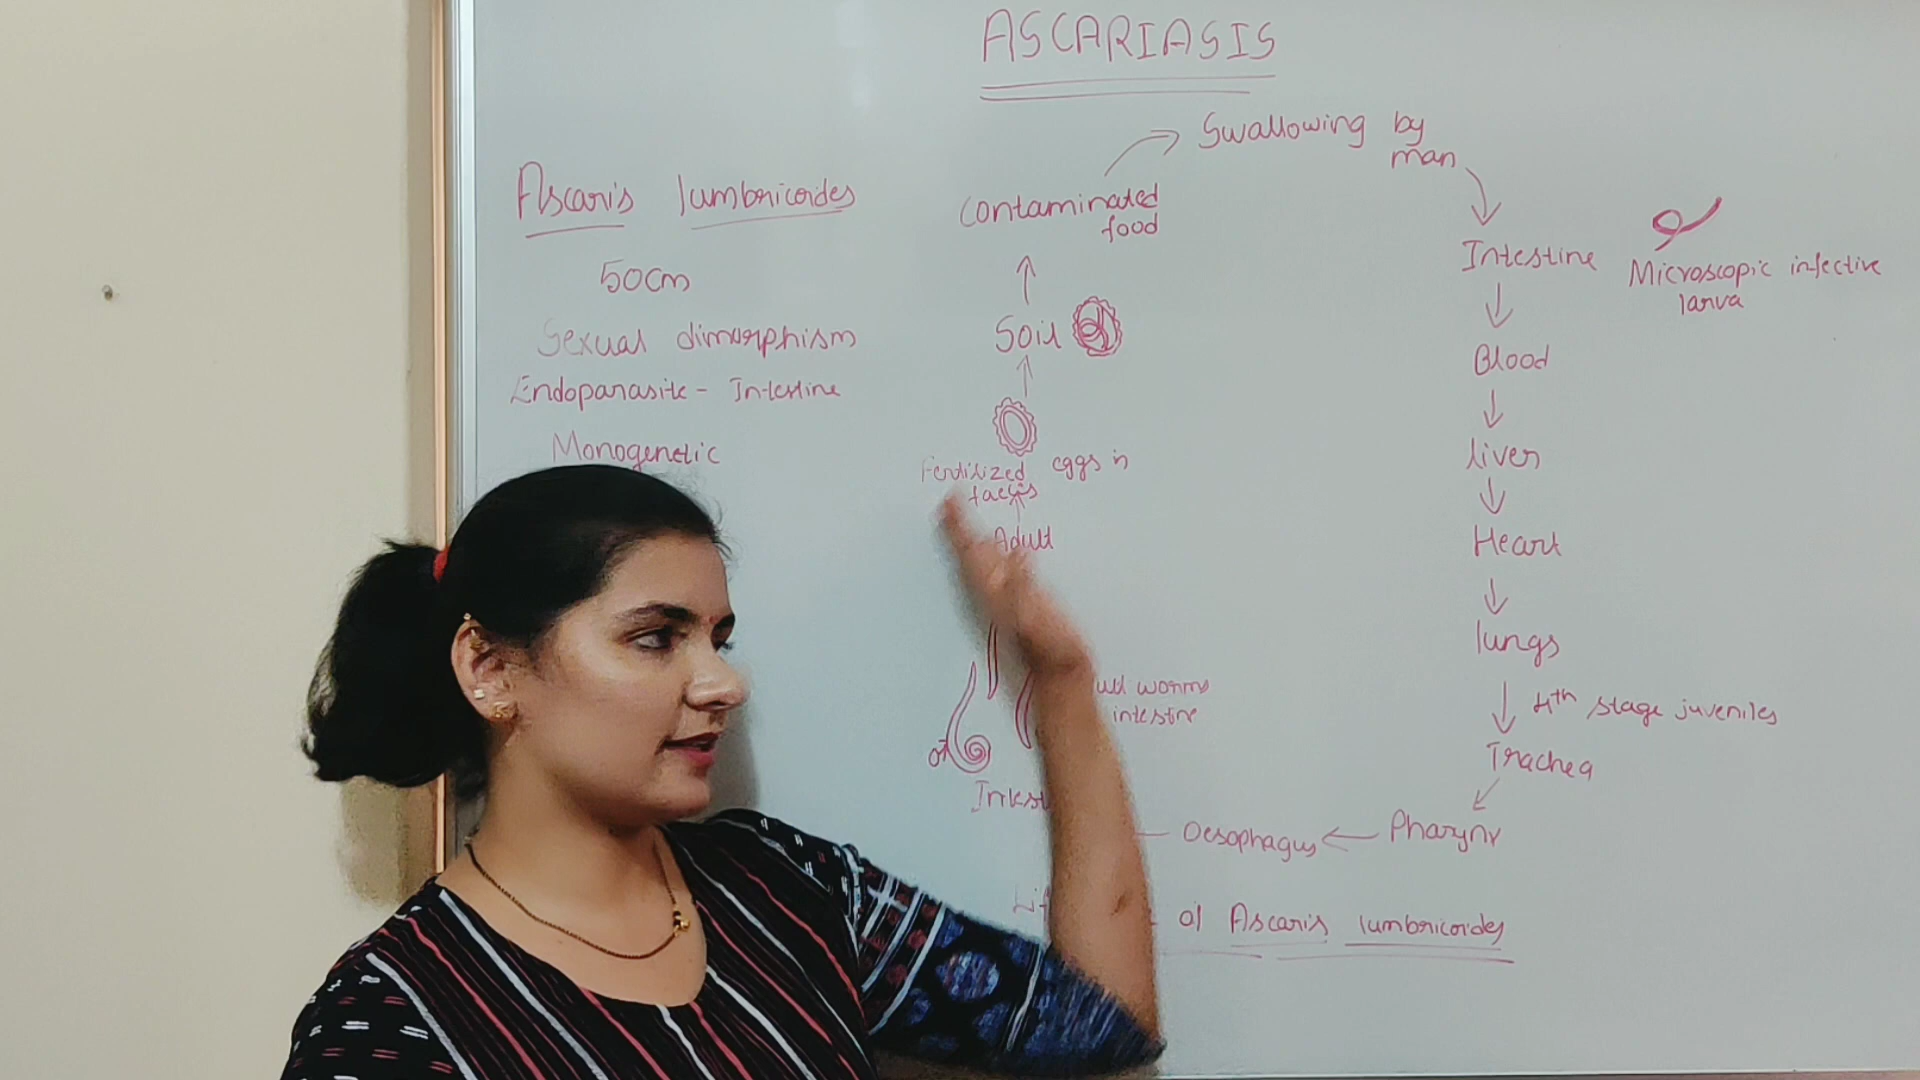 ASCARIASIS
Ascaris lumbricoides
50cm
Sexual dimorphism
Endoparasite - Intestine
Monogenetic
Swallowing by
man
Contaminated
food
Soil
Fertilized eggs in
faeces
Adult
worms
intestine
Intestine
Microscopic infective
larva
Blood
liver
Heart
lungs
4th stage juveniles
Trachea
Pharynx
Oesophagus
of Ascaris lumbricoides